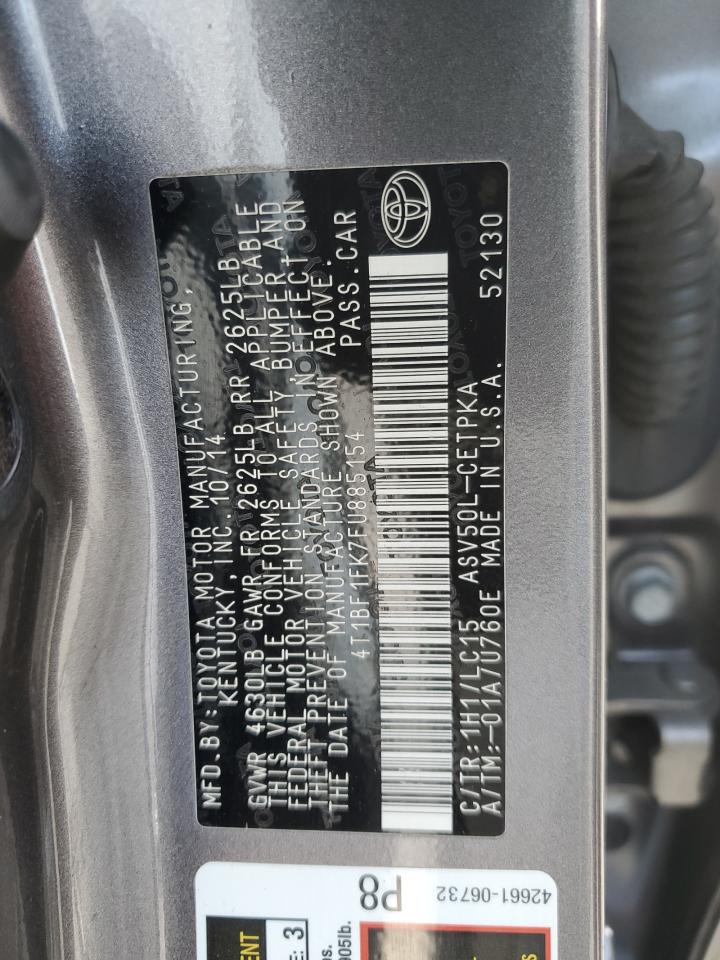 MFD.BY:TOYOTA MOTOR MANUFACTURING,
KENTUCKY, INC. 10/14
GVWR 4630LB GAWR FR 2625LB RR 2625LB
THIS VEHICLE CONFORMS TO ALL APPLICABLE
FEDERAL MOTOR VEHICLE SAFETY, BUMPER AND
THEFT PREVENTION STANDARDS IN EFFECT ON
THE DATE OF MANUFACTURE SHOWN ABOVE.
4T1BF1FK7FU885154 PASS.CAR
C/TR:1H1/LC15 ASV50L-CETPKA
A/TM:-01A/U760E MADE IN U.S.A. 52130
42661-06732
P8
3
905lb.